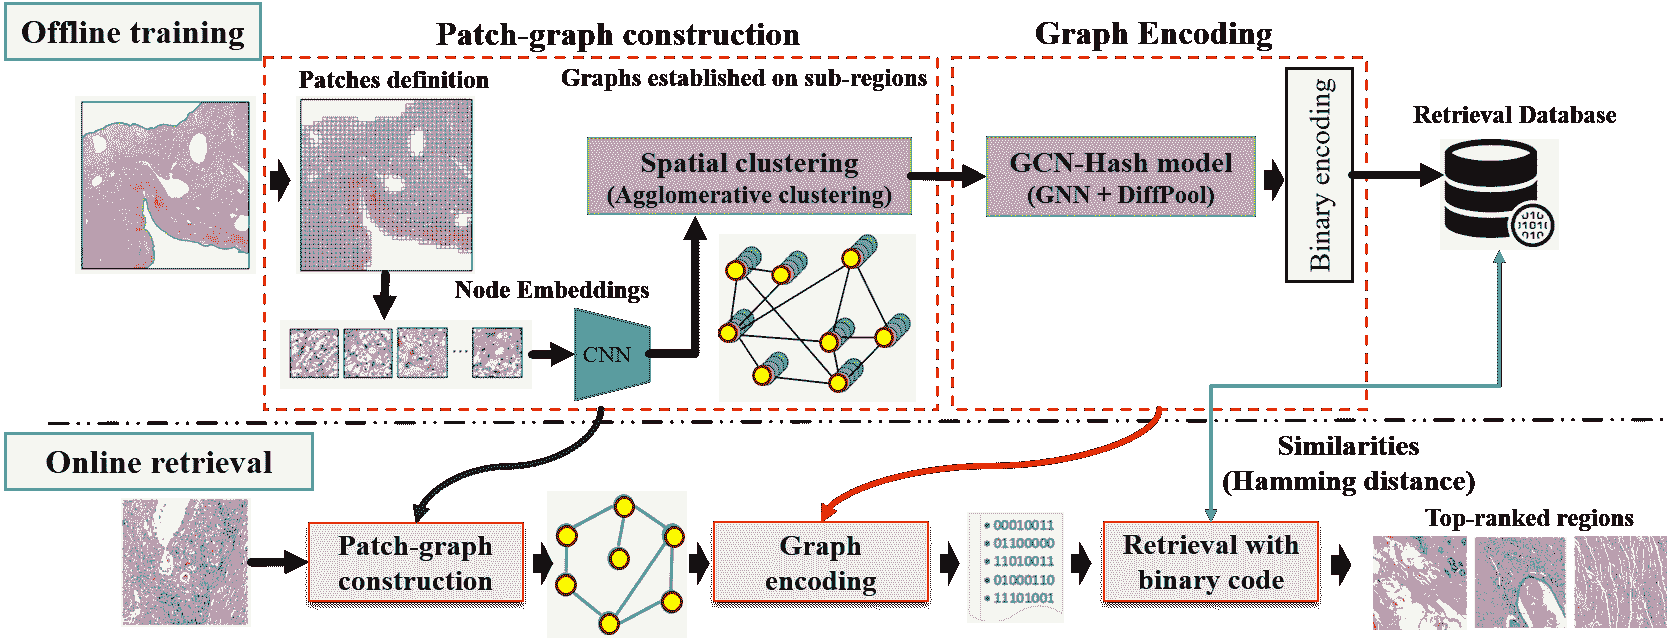 Offline training
Patch-graph construction
Graph Encoding
Patches definition
Graphs established on sub-regions
Spatial clustering
(Agglomerative clustering)
GCN-Hash model
(GNN + DiffPool)
Binary encoding
Retrieval Database
010
01010
010
Node Embeddings
...
CNN
Online retrieval
Similarities
(Hamming distance)
Patch-graph
construction
Graph
encoding
00010011
01100000
11010011
01000110
11101001
Retrieval with
binary code
Top-ranked regions